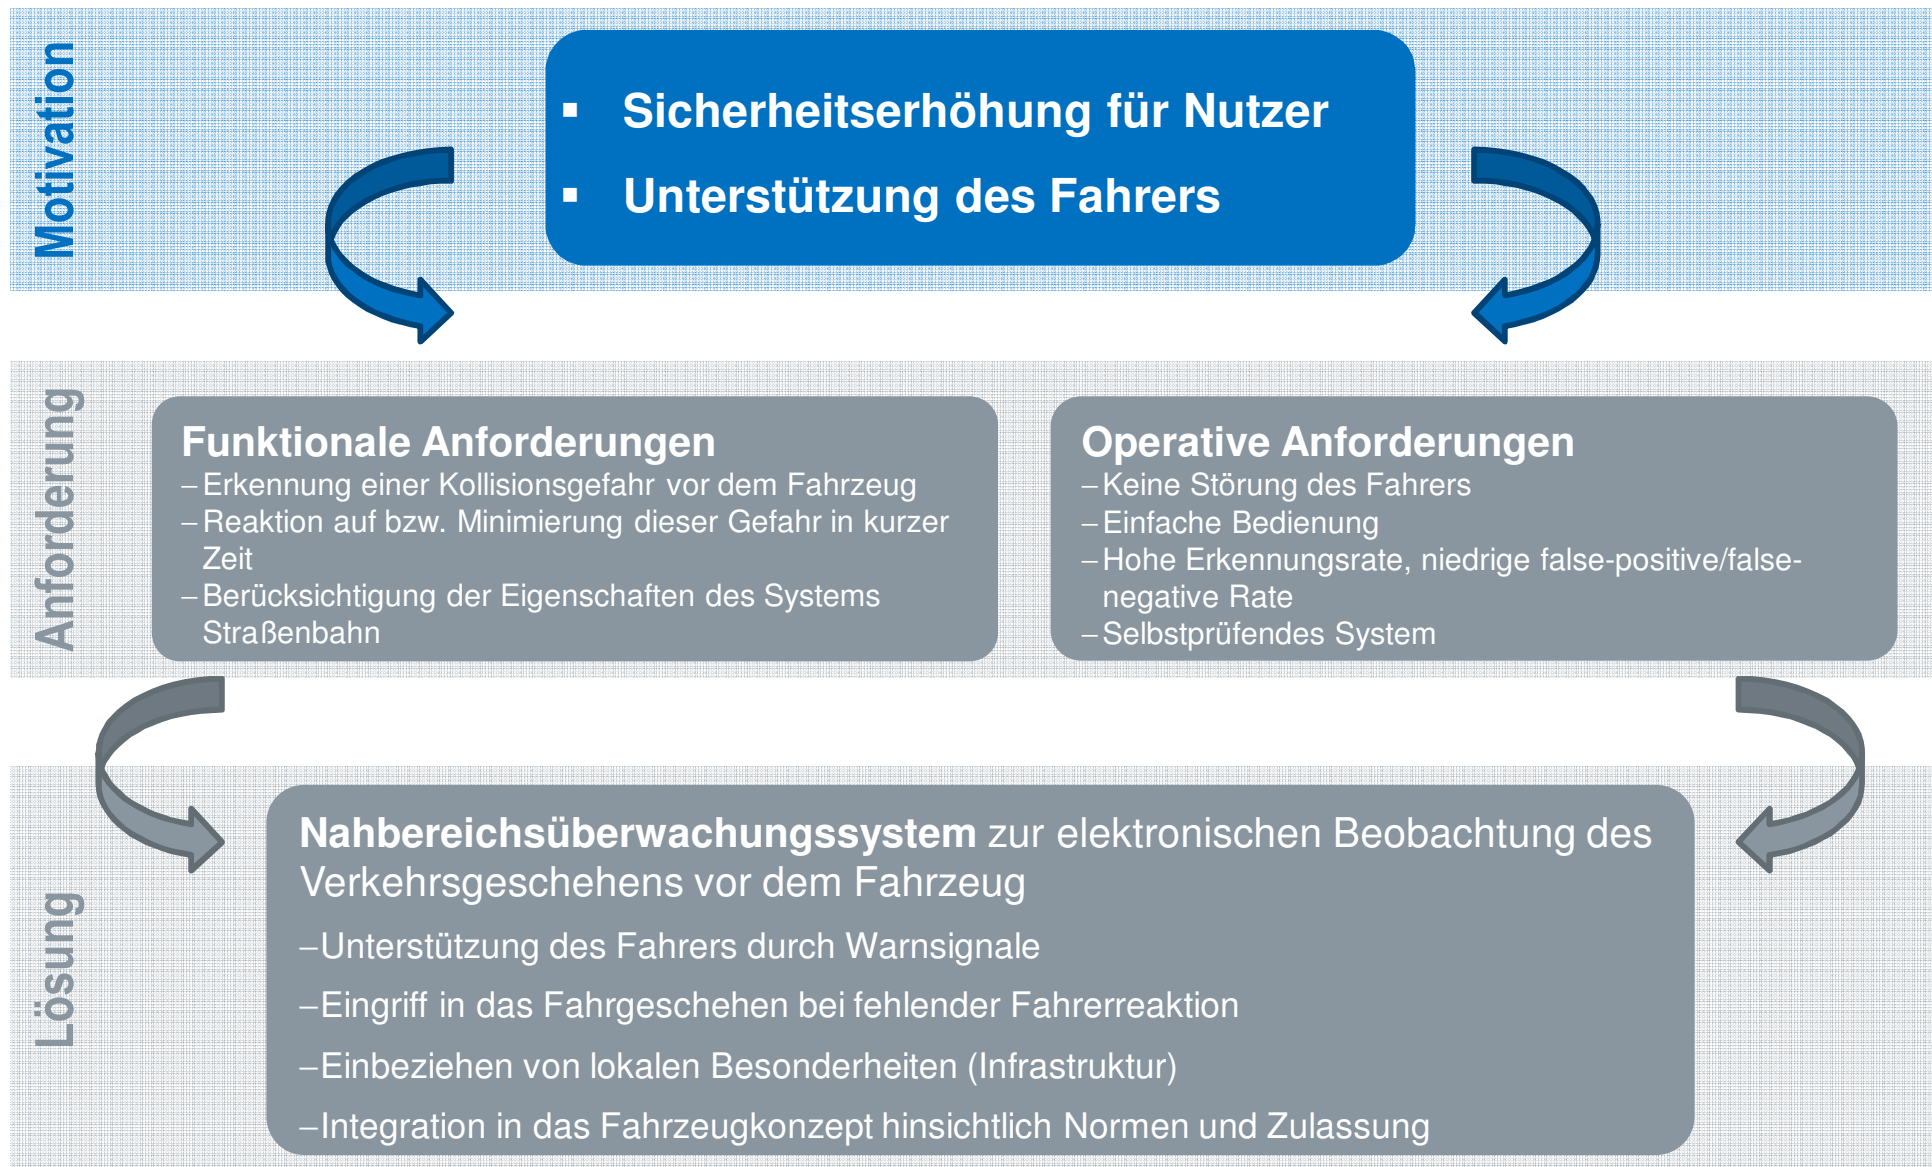 Motivation
▪ Sicherheitserhöhung für Nutzer
▪ Unterstützung des Fahrers
Anforderung
Funktionale Anforderungen
–Erkennung einer Kollisionsgefahr vor dem Fahrzeug
–Reaktion auf bzw. Minimierung dieser Gefahr in kurzer
Zeit
–Berücksichtigung der Eigenschaften des Systems
Straßenbahn
Operative Anforderungen
–Keine Störung des Fahrers
–Einfache Bedienung
–Hohe Erkennungsrate, niedrige false-positive/false-
negative Rate
–Selbstprüfendes System
Lösung
Nahbereichsüberwachungssystem zur elektronischen Beobachtung des
Verkehrsgeschehens vor dem Fahrzeug
–Unterstützung des Fahrers durch Warnsignale
–Eingriff in das Fahrgeschehen bei fehlender Fahrerreaktion
–Einbeziehen von lokalen Besonderheiten (Infrastruktur)
–Integration in das Fahrzeugkonzept hinsichtlich Normen und Zulassung